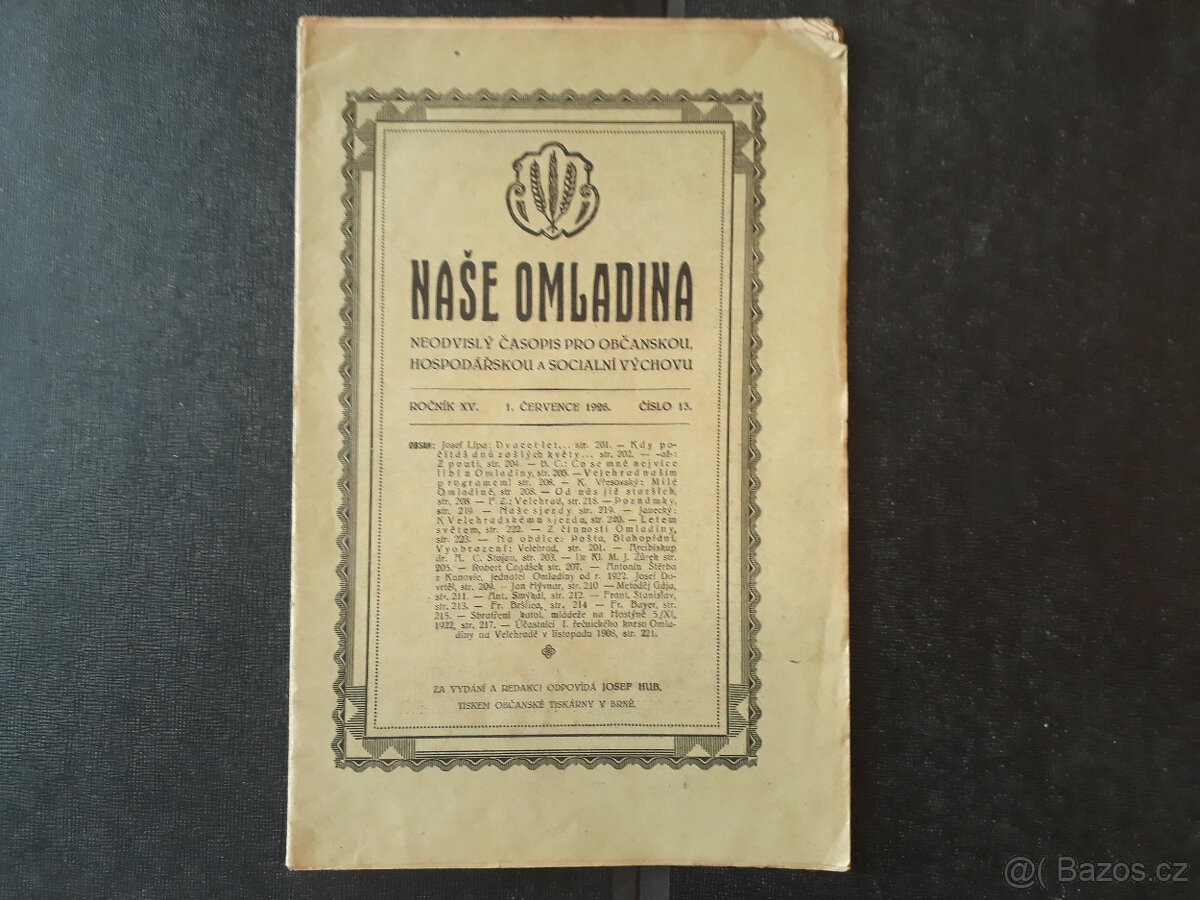 NAŠE OMLADINA
NEODVISLÝ ČASOPIS PRO OBČANSKOU,
HOSPODÁŘSKOU A SOCIALNÍ VÝCHOVU
ROČNÍK XV. 1. ČERVENCE 1926. ČÍSLO 13.
OBSAH: Josef Lipa: Dvacet let... str. 201. — Kdy po-
čítáš dnů zašlých květy... str. 202. — -ab-:
Z pouti, str. 204. — B. C.: Co se mně nejvíce
líbí u Omladiny, str. 205. — Velehrad naším
programem! str. 208. — K. Vřesovský: Milé
Omladině, str. 208. — Od nás již starších,
str. 208. — F. Z.: Velehrad, str. 218. — Poznámky,
str. 219 — Naše sjezdy str. 219. — Janecký:
K Velehradskému sjezdu, str. 220. — Letem
světem, str. 222. — Z činnosti Omladiny,
str. 223. — Na obálce: Pošta, Blahopřání.
Vyobrazení: Velehrad, str. 201. — Arcibiskup
dr. A. C. Stojan, str. 203. — Dr Kl. M. J. Žůrek str.
205. — Robert Cagášek str. 207. — Antonín Štěrba
z Kanovic, jednatel Omladiny od r. 1922. Josef Do-
vrtěl, str. 209. — Jan Hývnar, str. 210 — Metoděj Gája,
str. 211. — Ant. Smýkal, str. 212. — Frant. Stanislav,
str. 213. — Fr. Bršlica, str. 214 — Fr. Bayer, str.
215. — Sbratření katol. mládeže na Hostýně 5/XI,
1922, str. 217. — Účastníci I. řečnického kursu Omla-
diny na Velehradě v listopadu 1908, str. 221.
ZA VYDÁNÍ A REDAKCI ODPOVÍDÁ JOSEF HUB.
TISKEM OBČANSKÉ TISKÁRNY V BRNĚ.
@( Bazos.cz